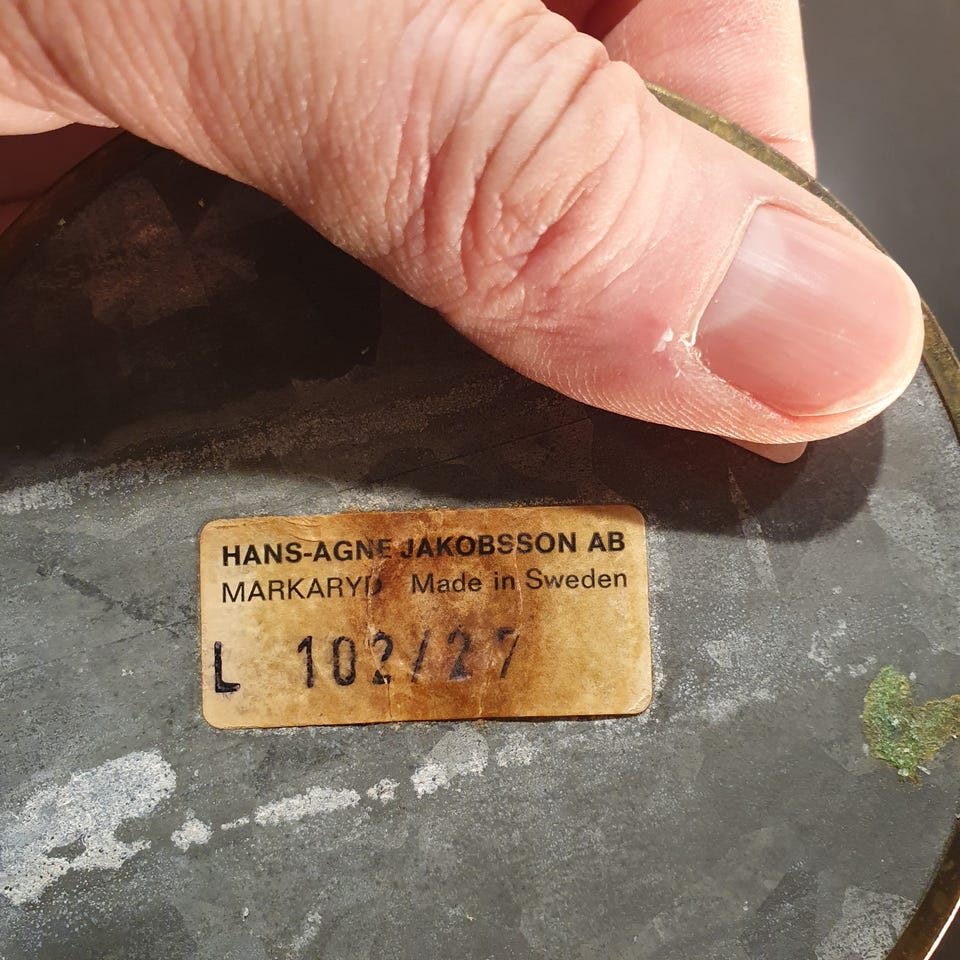 HANS-AGNE JAKOBSSON AB
MARKARYD Made in Sweden
L 102/27